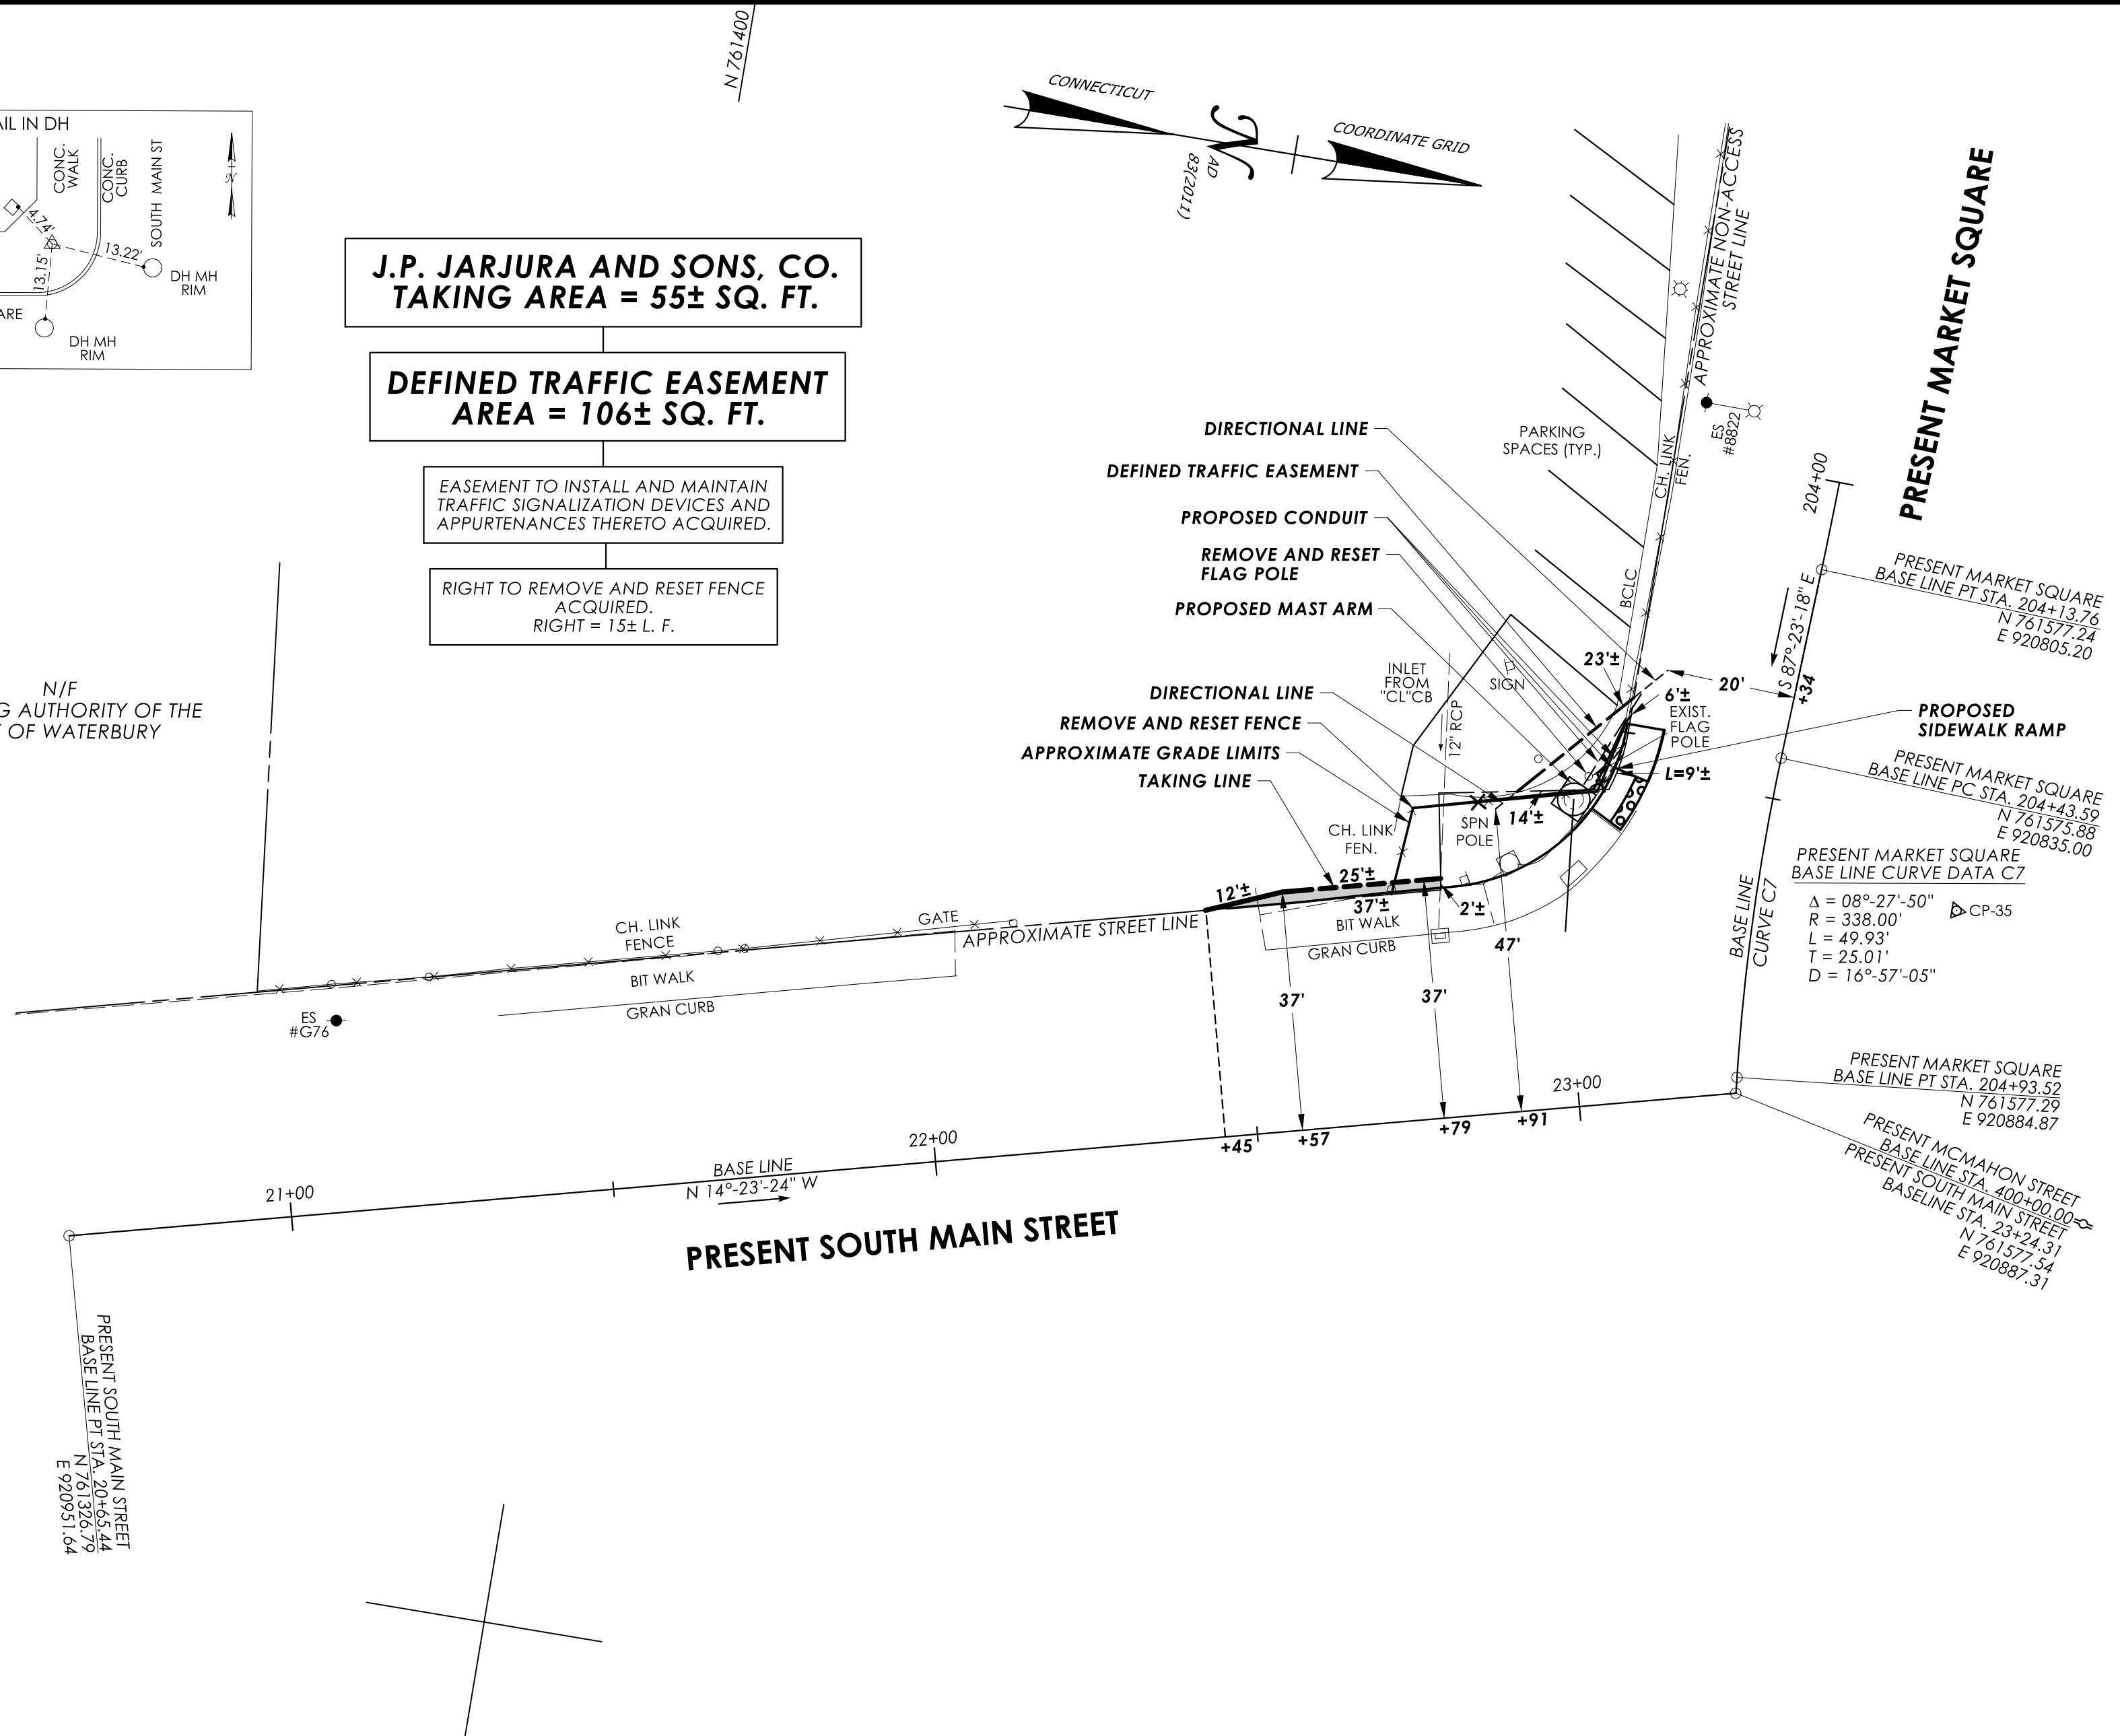 N 761400
CONNECTICUT
COORDINATE GRID
N
AD
83(2011)
AIL IN DH
CONC.
WALK
CONC.
CURB
SOUTH MAIN ST
N
4.74'
13.22'
13.15'
DH MH
RIM
ARE
DH MH
RIM
J.P. JARJURA AND SONS, CO.
TAKING AREA = 55± SQ. FT.
DEFINED TRAFFIC EASEMENT
AREA = 106± SQ. FT.
EASEMENT TO INSTALL AND MAINTAIN
TRAFFIC SIGNALIZATION DEVICES AND
APPURTENANCES THERETO ACQUIRED.
RIGHT TO REMOVE AND RESET FENCE
ACQUIRED.
RIGHT = 15± L. F.
N/F
G AUTHORITY OF THE
OF WATERBURY
APPROXIMATE NON-ACCESS
STREET LINE
PRESENT MARKET SQUARE
ES
#8822
PARKING
SPACES (TYP.)
CH. LINK
FEN.
BCLC
DIRECTIONAL LINE
DEFINED TRAFFIC EASEMENT
PROPOSED CONDUIT
REMOVE AND RESET
FLAG POLE
PROPOSED MAST ARM
DIRECTIONAL LINE
REMOVE AND RESET FENCE
APPROXIMATE GRADE LIMITS
TAKING LINE
INLET
FROM
"CL"CB
12" RCP
SIGN
23'±
6'±
20'
EXIST.
FLAG
POLE
L=9'±
14'±
SPN
POLE
CH. LINK
FEN.
204+00
S 87°-23'-18" E
+34
PRESENT MARKET SQUARE
BASE LINE PT STA. 204+13.76
N 761577.24
E 920805.20
PROPOSED
SIDEWALK RAMP
PRESENT MARKET SQUARE
BASE LINE PC STA. 204+43.59
N 761575.88
E 920835.00
PRESENT MARKET SQUARE
BASE LINE CURVE DATA C7
Δ = 08°-27'-50"
R = 338.00'
L = 49.93'
T = 25.01'
D = 16°-57'-05"
CP-35
BASE LINE
CURVE C7
12'±
25'±
37'±
2'±
BIT WALK
GRAN CURB
47'
37'
37'
CH. LINK
FENCE
GATE
APPROXIMATE STREET LINE
BIT WALK
GRAN CURB
ES
#G76
PRESENT MARKET SQUARE
BASE LINE PT STA. 204+93.52
N 761577.29
E 920884.87
PRESENT MCMAHON STREET
BASE LINE STA. 400+00.00
PRESENT SOUTH MAIN STREET
BASELINE STA. 23+24.31
N 761577.54
E 920887.31
21+00
22+00
23+00
+45
+57
+79
+91
BASE LINE
N 14°-23'-24" W
PRESENT SOUTH MAIN STREET
PRESENT SOUTH MAIN STREET
BASE LINE PT STA. 20+65.44
N 761326.79
E 920951.64